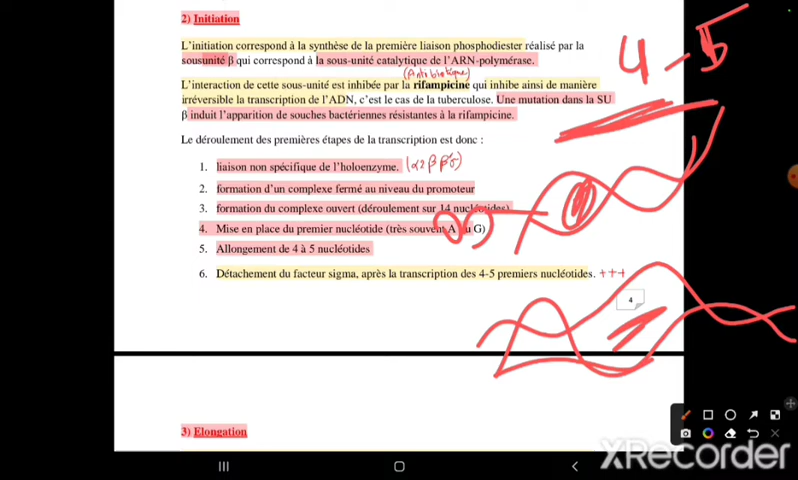 2) Initiation
4-5
L'initiation correspond à la synthèse de la première liaison phosphodiester réalisé par la
sousunité β qui correspond à la sous-unité catalytique de l'ARN-polymérase.
(Antibiotique)
L'interaction de cette sous-unité est inhibée par la rifampicine qui inhibe ainsi de manière
irréversible la transcription de l'ADN, c'est le cas de la tuberculose. Une mutation dans la SU
β induit l'apparition de souches bactériennes résistantes à la rifampicine.
Le déroulement des premières étapes de la transcription est donc :
1. liaison non spécifique de l'holoenzyme. (α2 β β'σ)
2. formation d'un complexe fermé au niveau du promoteur
3. formation du complexe ouvert (déroulement sur 14 nucléotides)
4. Mise en place du premier nucléotide (très souvent A ou G)
5. Allongement de 4 à 5 nucléotides
6. Détachement du facteur sigma, après la transcription des 4-5 premiers nucléotides. +++
4
3) Elongation
XRecorder